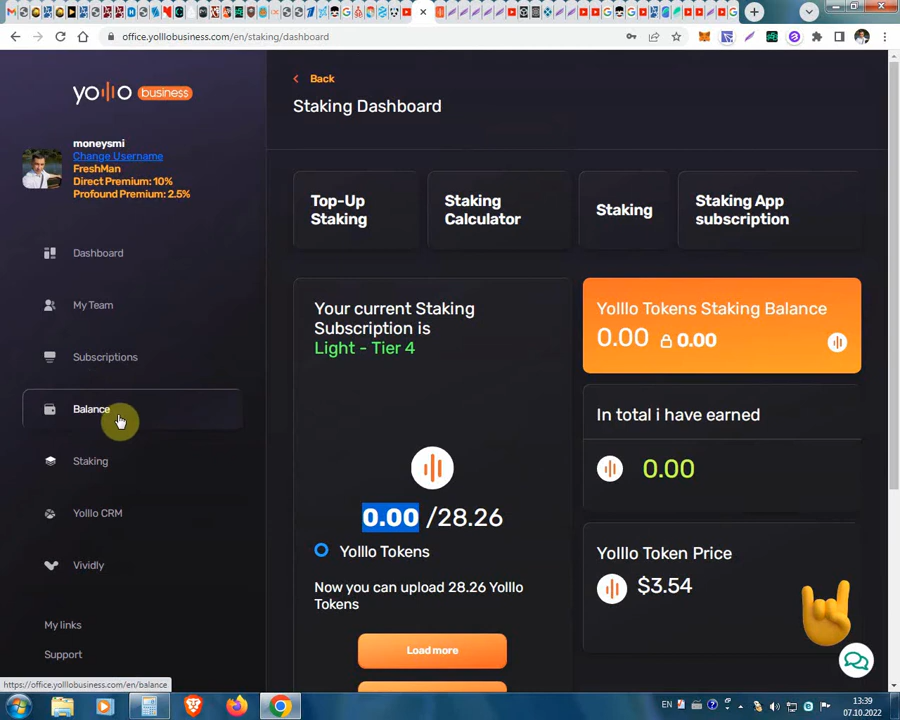 office.yolllobusiness.com/en/staking/dashboard
yollo business
moneysmi
Change Username
FreshMan
Direct Premium: 10%
Profound Premium: 2.5%
Dashboard
My Team
Subscriptions
Balance
Staking
Yolllo CRM
Vividly
My links
Support
Back
Staking Dashboard
Top-Up
Staking
Staking
Calculator
Staking
Staking App
subscription
Your current Staking
Subscription is
Light - Tier 4
0.00 /28.26
Yolllo Tokens
Now you can upload 28.26 Yolllo
Tokens
Load more
Yolllo Tokens Staking Balance
0.00 0.00
In total i have earned
0.00
Yolllo Token Price
$3.54
https://office.yolllobusiness.com/en/balance
EN
13:39
07.10.2022